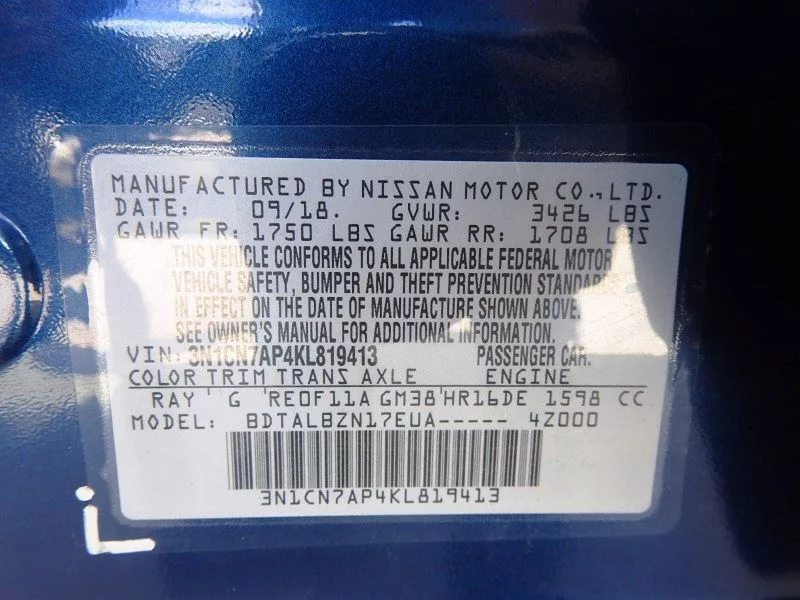 MANUFACTURED BY NISSAN MOTOR CO.,LTD.
DATE: 09/18. GVWR: 3426 LBS
GAWR FR: 1750 LBS GAWR RR: 1708 LBS
THIS VEHICLE CONFORMS TO ALL APPLICABLE FEDERAL MOTOR
VEHICLE SAFETY, BUMPER AND THEFT PREVENTION STANDARDS
IN EFFECT ON THE DATE OF MANUFACTURE SHOWN ABOVE.
SEE OWNER'S MANUAL FOR ADDITIONAL INFORMATION.
VIN: 3N1CN7AP4KL819413 PASSENGER CAR.
COLOR TRIM TRANS AXLE ENGINE
RAY G RE0F11A GM38 HR16DE 1598 CC
MODEL: BDTALBZN17EUA----- 4Z000
3N1CN7AP4KL819413